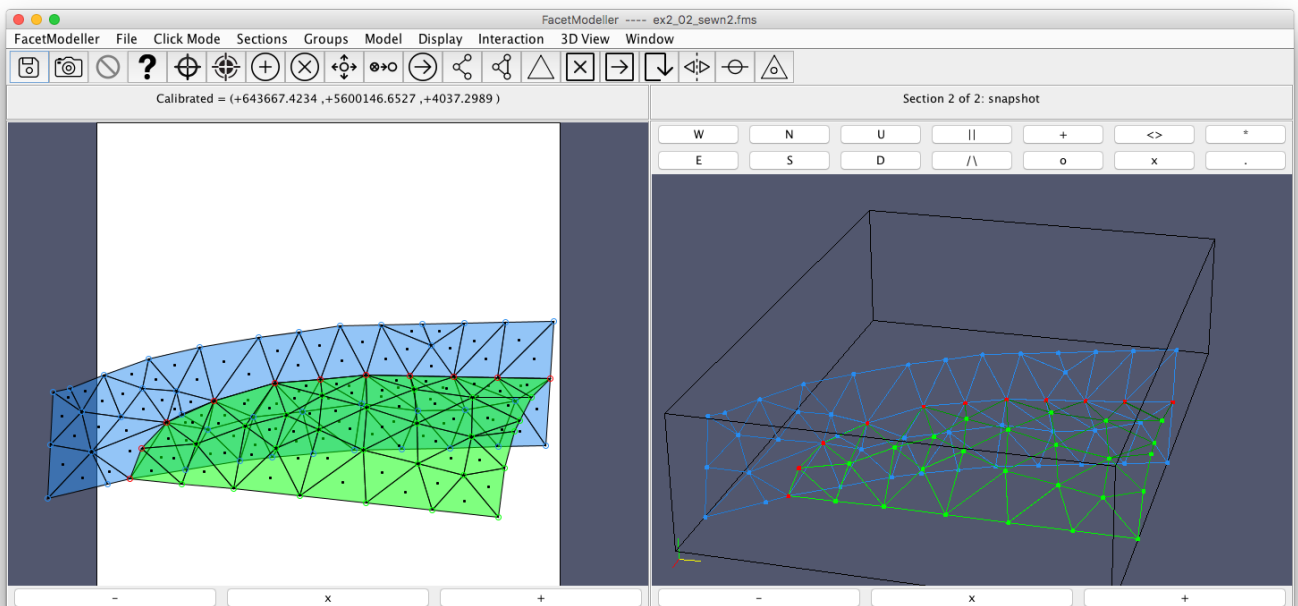 FacetModeller ---- ex2_02_sewn2.fms
FacetModeller File Click Mode Sections Groups Model Display Interaction 3D View Window
?
Calibrated = (+643667.4234 ,+5600146.6527 ,+4037.2989 )
Section 2 of 2: snapshot
W N U || + <> *
E S D /\ o x .
- x +
- x +